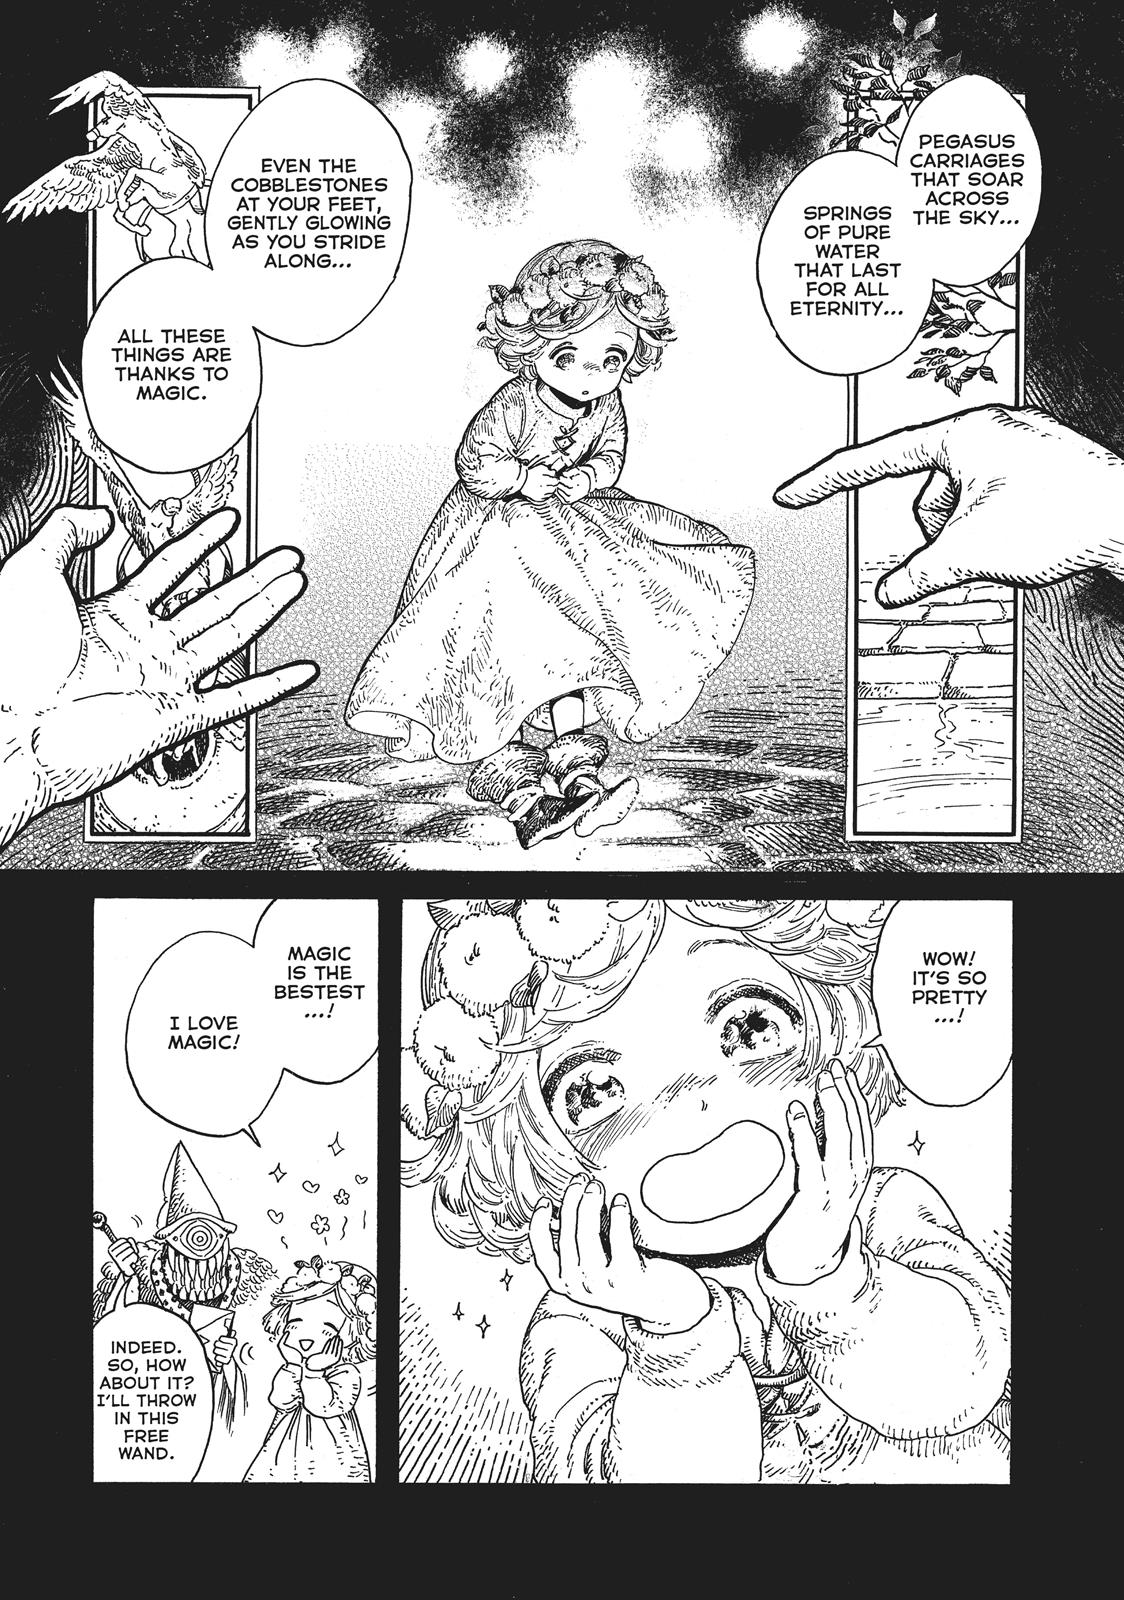 PEGASUS
CARRIAGES
THAT SOAR
ACROSS
THE SKY...
SPRINGS
OF PURE
WATER
THAT LAST
FOR ALL
ETERNITY...
EVEN THE
COBBLESTONES
AT YOUR FEET,
GENTLY GLOWING
AS YOU STRIDE
ALONG...
ALL THESE
THINGS ARE
THANKS TO
MAGIC.
WOW!
IT'S SO
PRETTY
...!
MAGIC
IS THE
BESTEST
...!
I LOVE
MAGIC!
INDEED.
SO, HOW
ABOUT IT?
I'LL THROW
IN THIS
FREE
WAND.